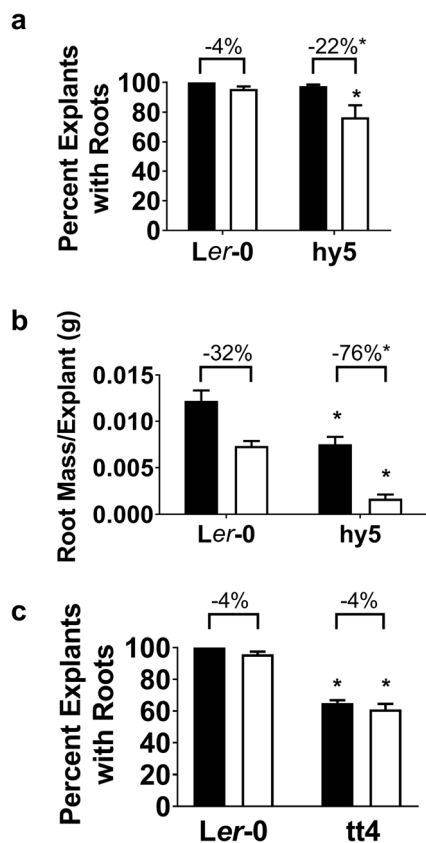 a
-4% -22%*
Percent Explants
with Roots
100
80
60
40
20
0
*
Ler-0 hy5
b
-32% -76%*
Root Mass/Explant (g)
0.015
0.010
0.005
0.000
* *
Ler-0 hy5
c
-4% -4%
Percent Explants
with Roots
100
80
60
40
20
0
* *
Ler-0 tt4